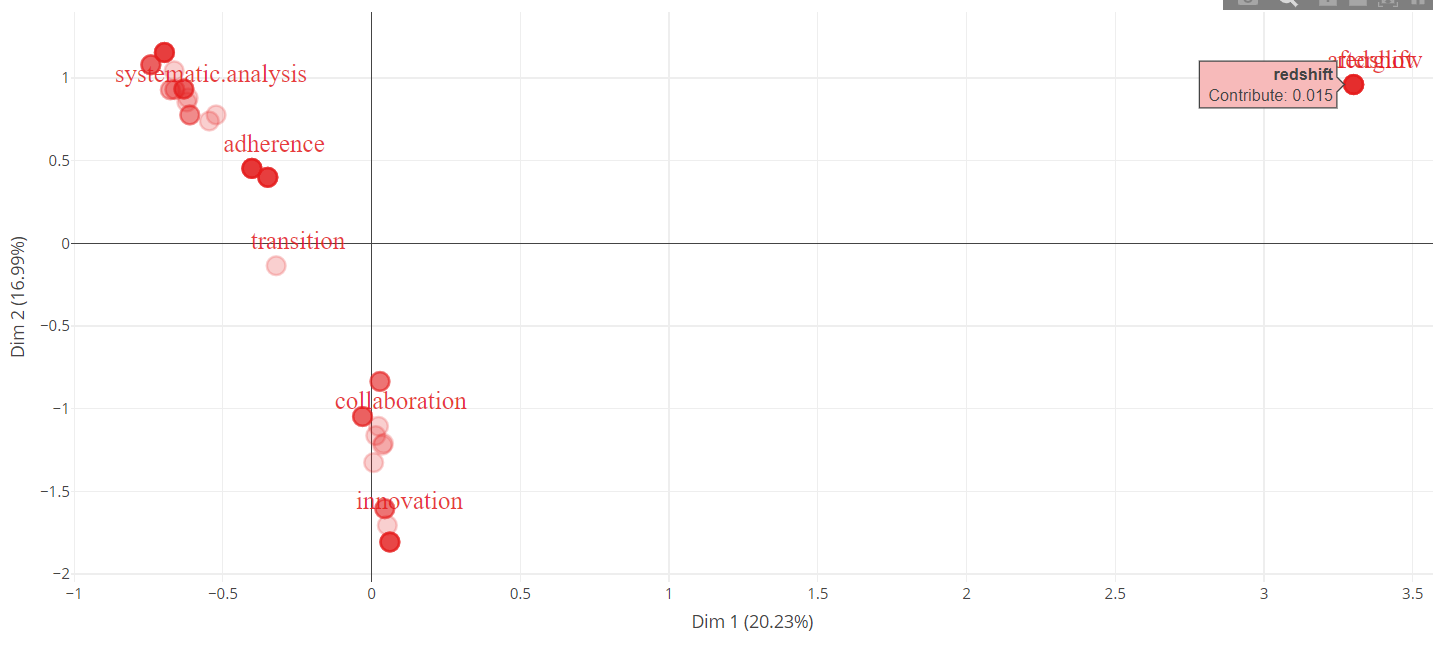 redshift
Contribute: 0.015
systematic.analysis
adherence
transition
collaboration
innovation
1
0.5
0
−0.5
−1
−1.5
−2
Dim 2 (16.99%)
−1
−0.5
0
0.5
1
1.5
2
2.5
3
3.5
Dim 1 (20.23%)